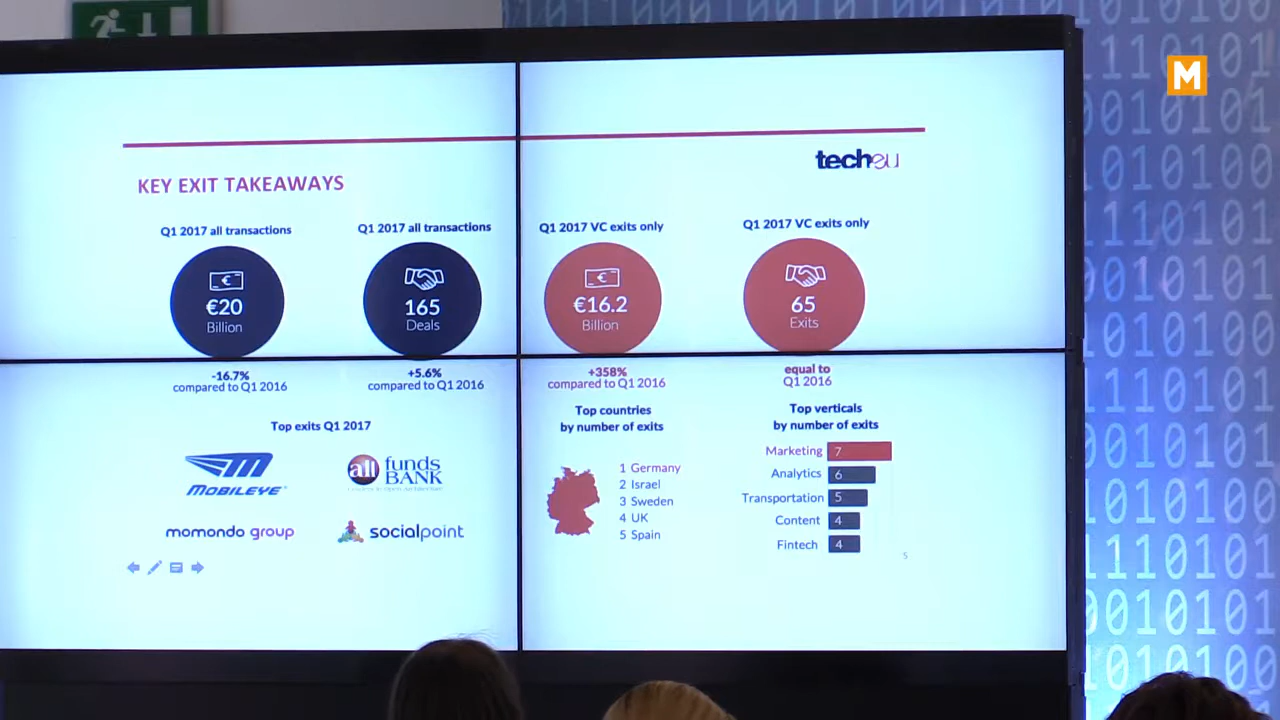 M
techeu
KEY EXIT TAKEAWAYS
Q1 2017 all transactions
€20
Billion
-16.7%
compared to Q1 2016
Q1 2017 all transactions
165
Deals
+5.6%
compared to Q1 2016
Q1 2017 VC exits only
€16.2
Billion
+358%
compared to Q1 2016
Q1 2017 VC exits only
65
Exits
equal to
Q1 2016
Top exits Q1 2017
MOBILEYE
all funds
BANK
momondo group
socialpoint
Top countries
by number of exits
1 Germany
2 Israel
3 Sweden
4 UK
5 Spain
Top verticals
by number of exits
Marketing 7
Analytics 6
Transportation 5
Content 4
Fintech 4
5